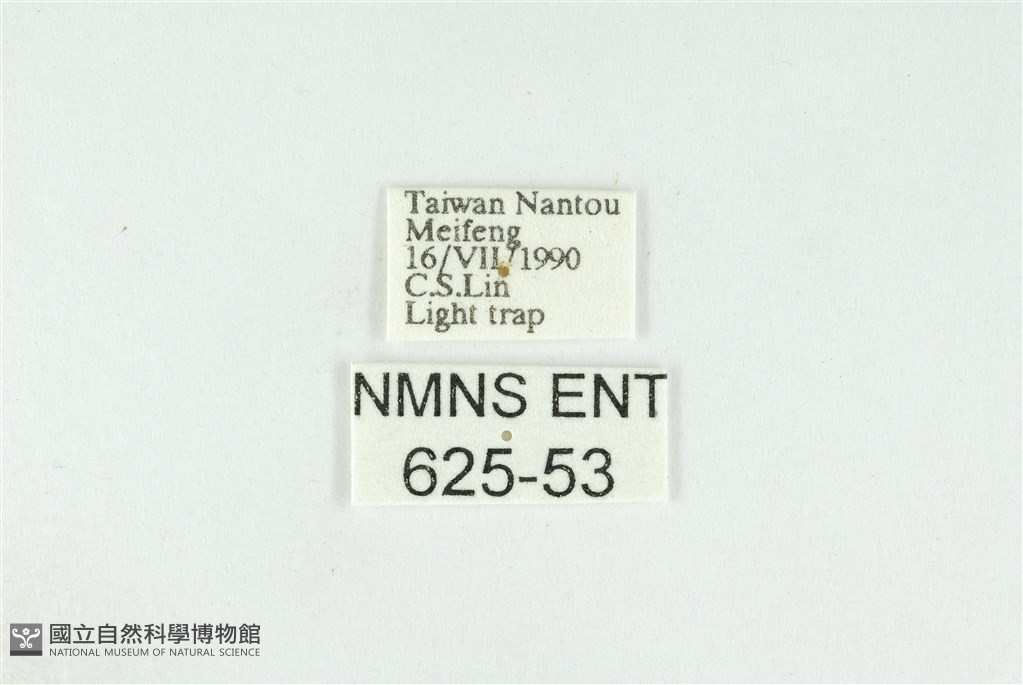 Taiwan Nantou
Meifeng
16/VII/1990
C.S.Lin
Light trap
NMNS ENT
625-53
國立自然科學博物館
NATIONAL MUSEUM OF NATURAL SCIENCE